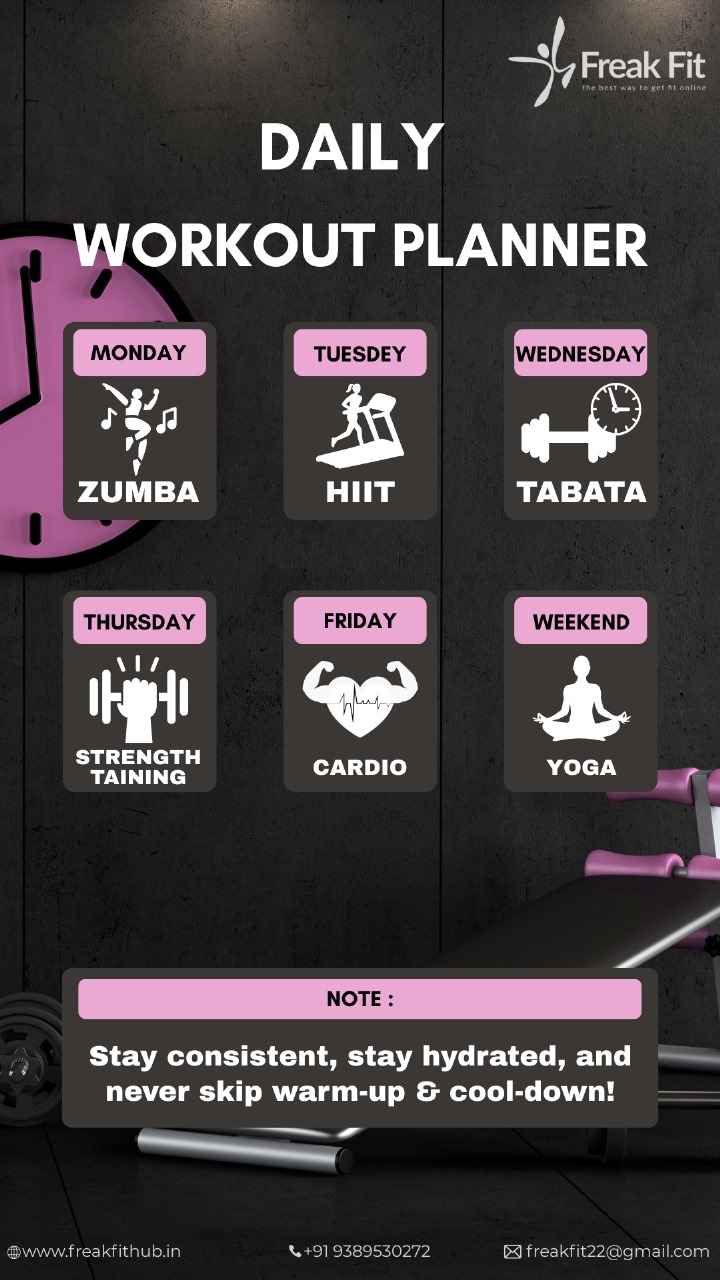 Freak Fit
the best way to get fit online
DAILY
WORKOUT PLANNER
MONDAY
ZUMBA
TUESDEY
HIIT
WEDNESDAY
TABATA
THURSDAY
STRENGTH
TAINING
FRIDAY
CARDIO
WEEKEND
YOGA
NOTE :
Stay consistent, stay hydrated, and
never skip warm-up & cool-down!
www.freakfithub.in
+91 9389530272
freakfit22@gmail.com